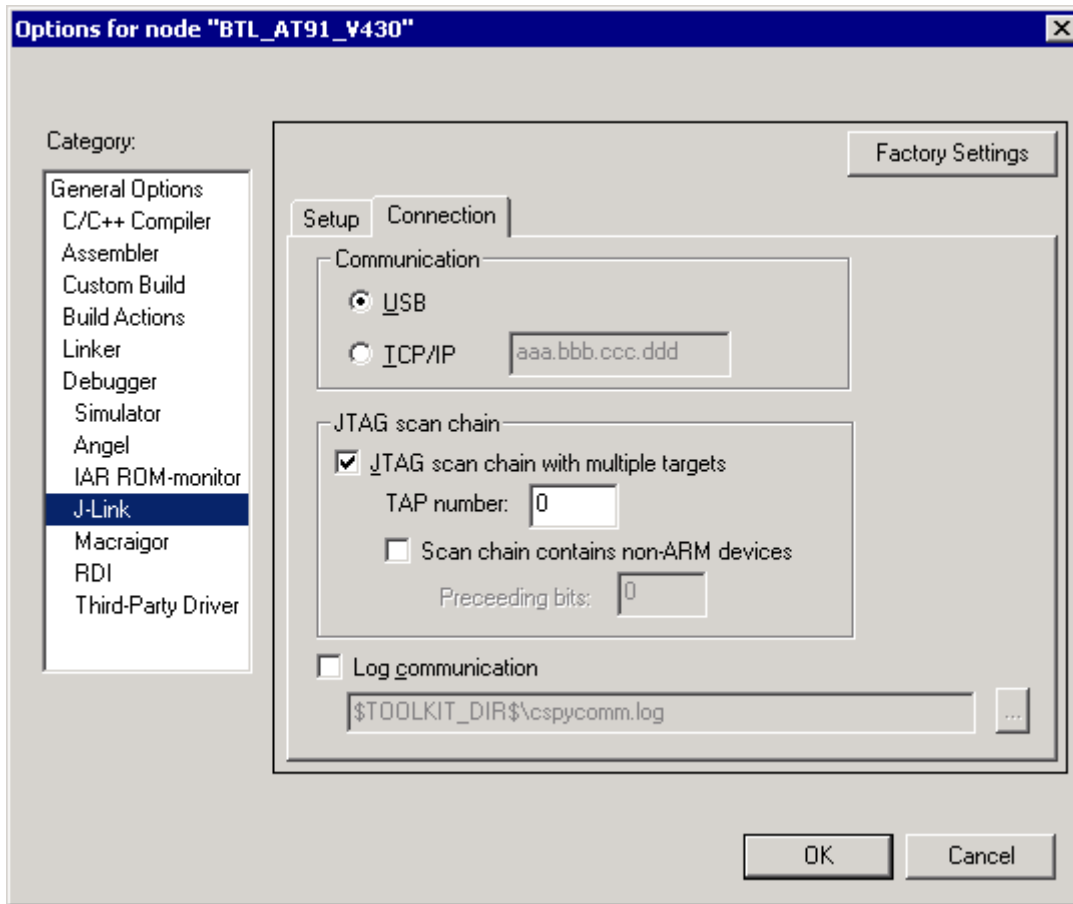 Options for node "BTL_AT91_V430"
Category:
General Options
C/C++ Compiler
Assembler
Custom Build
Build Actions
Linker
Debugger
Simulator
Angel
IAR ROM-monitor
J-Link
Macraigor
RDI
Third-Party Driver
Factory Settings
Setup Connection
Communication
USB
TCP/IP aaa.bbb.ccc.ddd
JTAG scan chain
JTAG scan chain with multiple targets
TAP number: 0
Scan chain contains non-ARM devices
Preceeding bits: 0
Log communication
$TOOLKIT_DIR$\cspycomm.log ...
OK Cancel